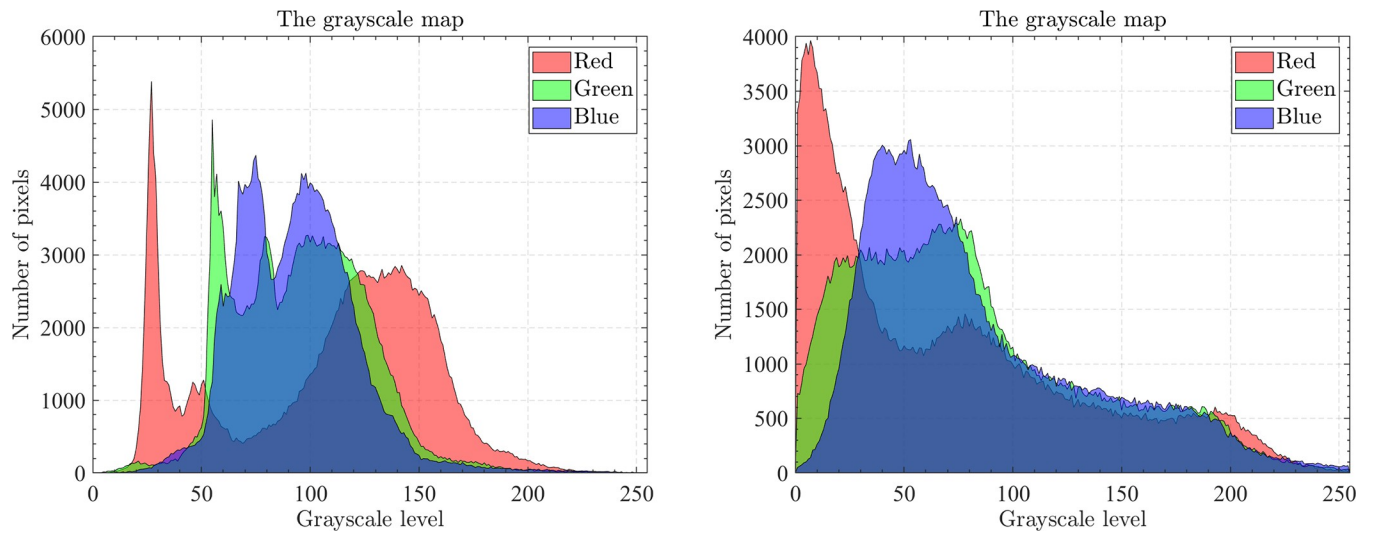 The grayscale map
6000
5000
4000
3000
2000
1000
0
Number of pixels
0 50 100 150 200 250
Grayscale level
Red
Green
Blue
The grayscale map
4000
3500
3000
2500
2000
1500
1000
500
0
Number of pixels
0 50 100 150 200 250
Grayscale level
Red
Green
Blue